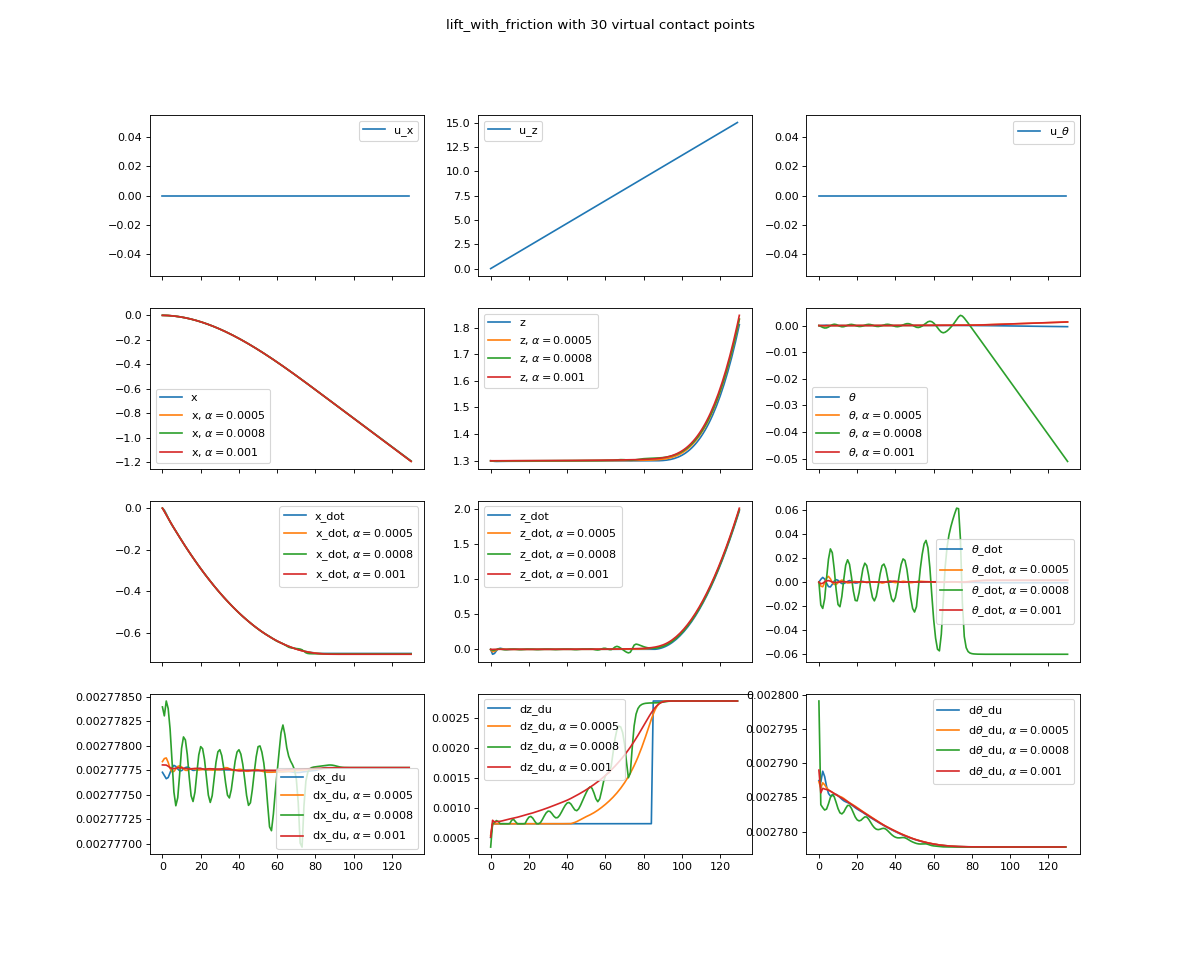 lift_with_friction with 30 virtual contact points
0.04
0.02
0.00
−0.02
−0.04
u_x
15.0
12.5
10.0
7.5
5.0
2.5
0.0
u_z
0.04
0.02
0.00
−0.02
−0.04
u_θ
0.0
−0.2
−0.4
−0.6
−0.8
−1.0
−1.2
x
x, α = 0.0005
x, α = 0.0008
x, α = 0.001
1.8
1.7
1.6
1.5
1.4
1.3
z
z, α = 0.0005
z, α = 0.0008
z, α = 0.001
0.00
−0.01
−0.02
−0.03
−0.04
−0.05
θ
θ, α = 0.0005
θ, α = 0.0008
θ, α = 0.001
0.0
−0.2
−0.4
−0.6
x_dot
x_dot, α = 0.0005
x_dot, α = 0.0008
x_dot, α = 0.001
2.0
1.5
1.0
0.5
0.0
z_dot
z_dot, α = 0.0005
z_dot, α = 0.0008
z_dot, α = 0.001
0.06
0.04
0.02
0.00
−0.02
−0.04
−0.06
θ_dot
θ_dot, α = 0.0005
θ_dot, α = 0.0008
θ_dot, α = 0.001
0.00277850
0.00277825
0.00277800
0.00277775
0.00277750
0.00277725
0.00277700
dx_du
dx_du, α = 0.0005
dx_du, α = 0.0008
dx_du, α = 0.001
0 20 40 60 80 100 120
0.0025
0.0020
0.0015
0.0010
0.0005
dz_du
dz_du, α = 0.0005
dz_du, α = 0.0008
dz_du, α = 0.001
0 20 40 60 80 100 120
0.002800
0.002795
0.002790
0.002785
0.002780
dθ_du
dθ_du, α = 0.0005
dθ_du, α = 0.0008
dθ_du, α = 0.001
0 20 40 60 80 100 120